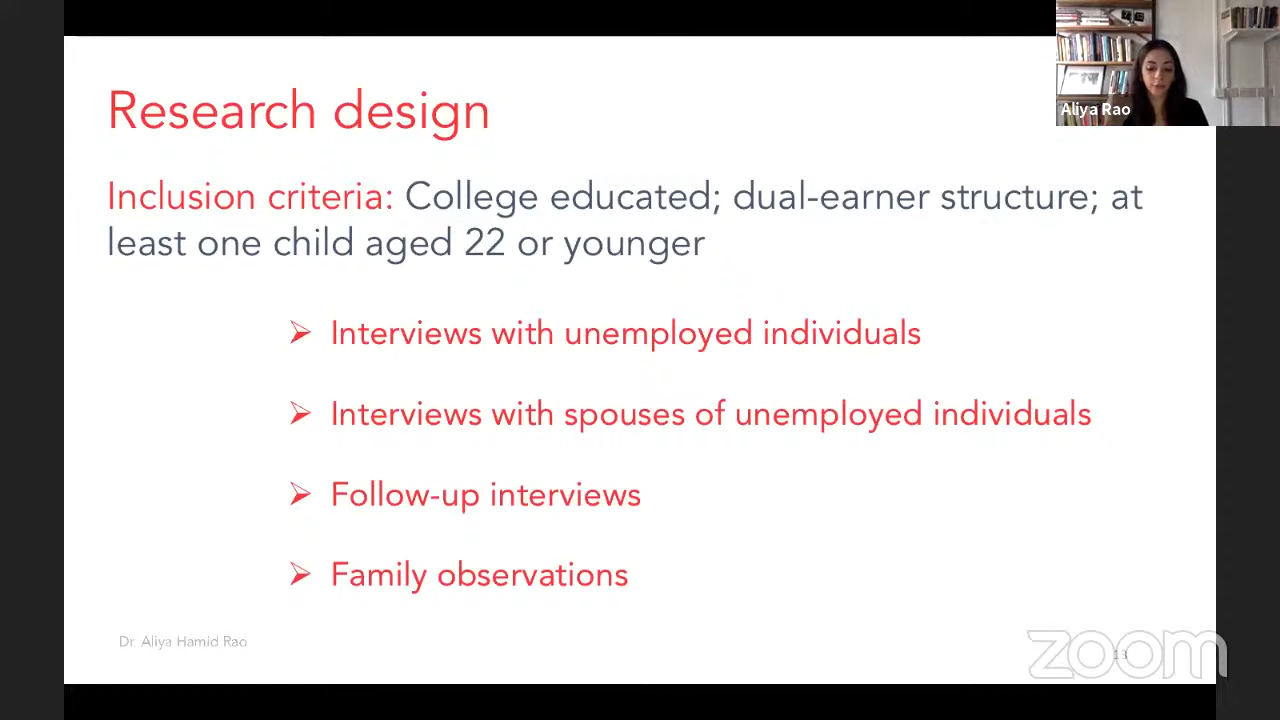 Research design
Aliya Rao
Inclusion criteria: College educated; dual-earner structure; at
least one child aged 22 or younger
➢ Interviews with unemployed individuals
➢ Interviews with spouses of unemployed individuals
➢ Follow-up interviews
➢ Family observations
Dr. Aliya Hamid Rao
13
zoom